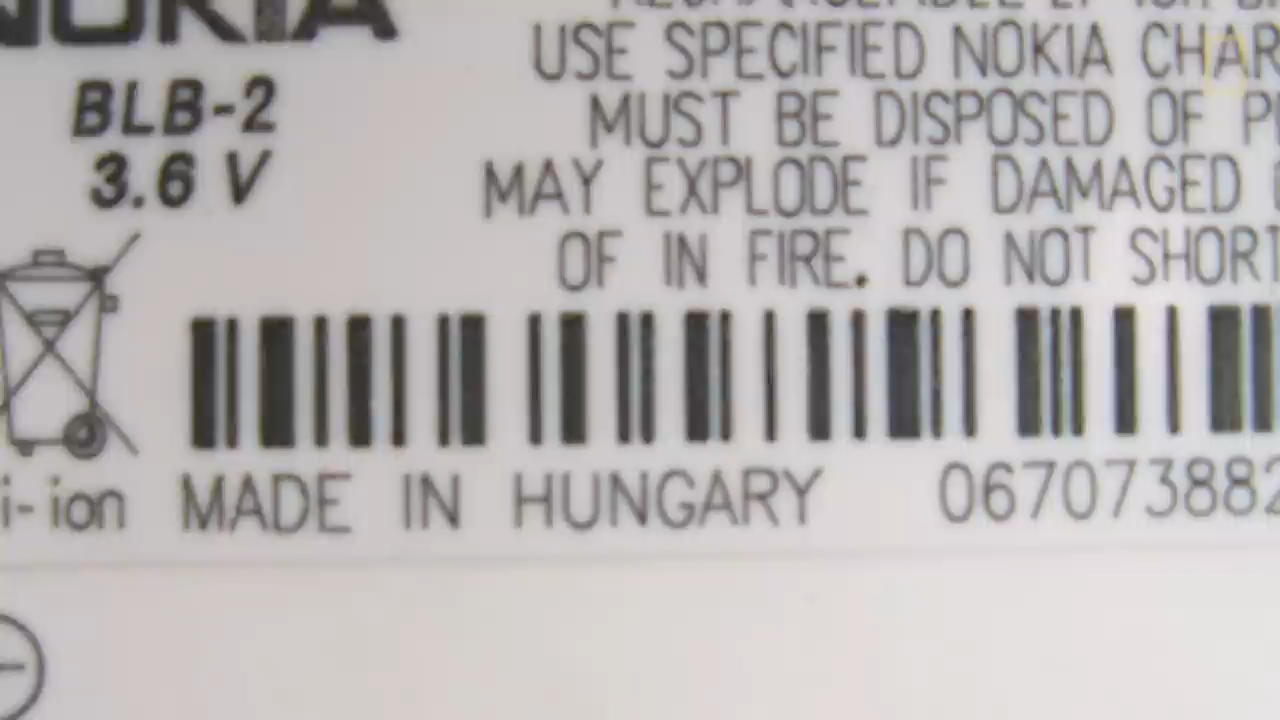 NOKIA
BLB-2
3.6 V
USE SPECIFIED NOKIA CHAR
MUST BE DISPOSED OF P
MAY EXPLODE IF DAMAGED
OF IN FIRE. DO NOT SHORT
i-ion MADE IN HUNGARY 067073882